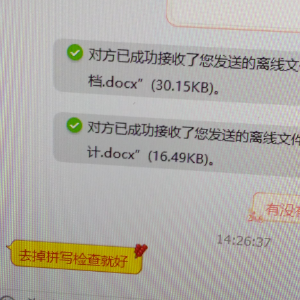 对方已成功接收了您发送的离线文
档.docx”(30.15KB)。
对方已成功接收了您发送的离线文件
计.docx”(16.49KB)。
有没
14:26:37
去掉拼写检查就好